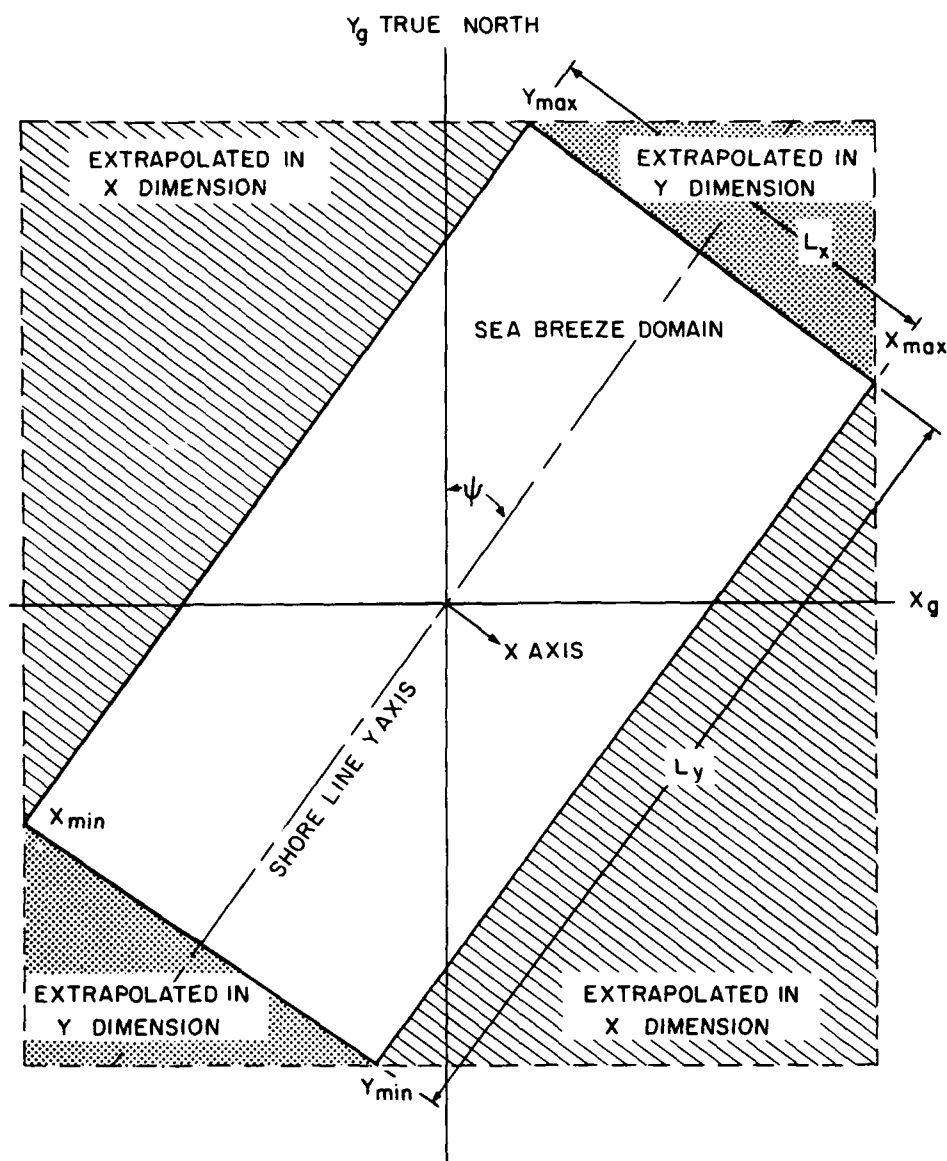 Yg TRUE NORTH
Ymax
EXTRAPOLATED IN
X DIMENSION
EXTRAPOLATED IN
Y DIMENSION
Lx
SEA BREEZE DOMAIN
Xmax
ψ
Xg
X AXIS
SHORE LINE Y AXIS
Ly
Xmin
EXTRAPOLATED IN
Y DIMENSION
EXTRAPOLATED IN
X DIMENSION
Ymin